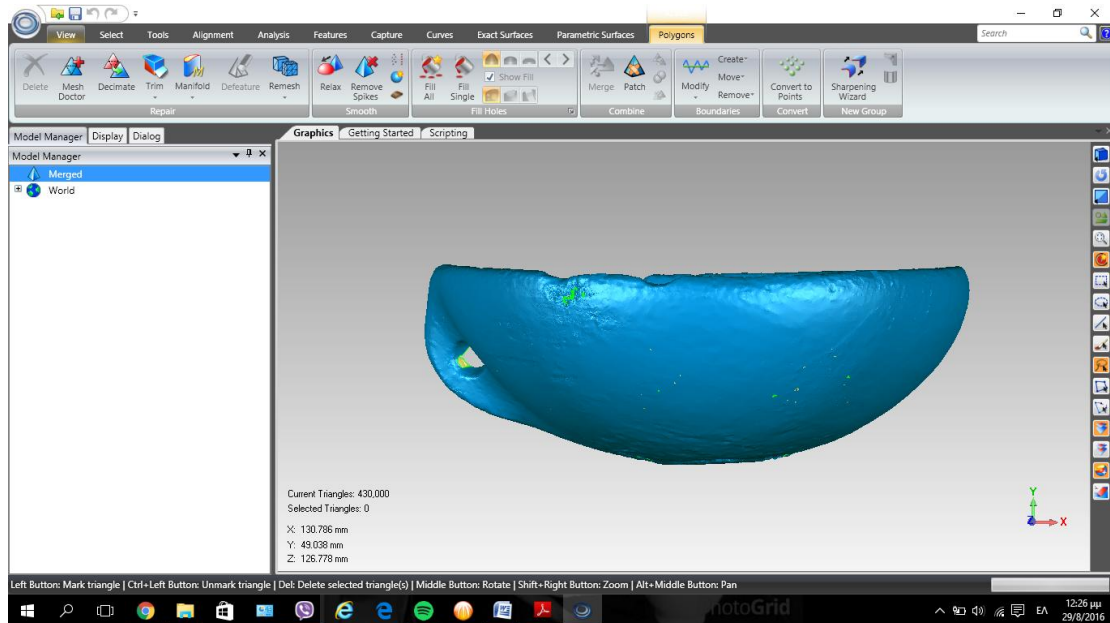 View Select Tools Alignment Analysis Features Capture Curves Exact Surfaces Parametric Surfaces Polygons Search
Delete Mesh Doctor Decimate Trim Manifold Defeature Remesh Relax Remove Spikes Fill All Fill Single Show Fill Merge Patch Modify Create Move Remove Convert to Points Sharpening Wizard
Repair Smooth Fill Holes Combine Boundaries Convert New Group
Model Manager Display Dialog Graphics Getting Started Scripting
Model Manager
Merged
World
Current Triangles: 430,000
Selected Triangles: 0
X: 130.786 mm
Y: 49.038 mm
Z: 126.778 mm
Y
Z X
Left Button: Mark triangle | Ctrl+Left Button: Unmark triangle | Del: Delete selected triangle(s) | Middle Button: Rotate | Shift+Right Button: Zoom | Alt+Middle Button: Pan
ΕΛ 12:26 μμ
29/8/2016